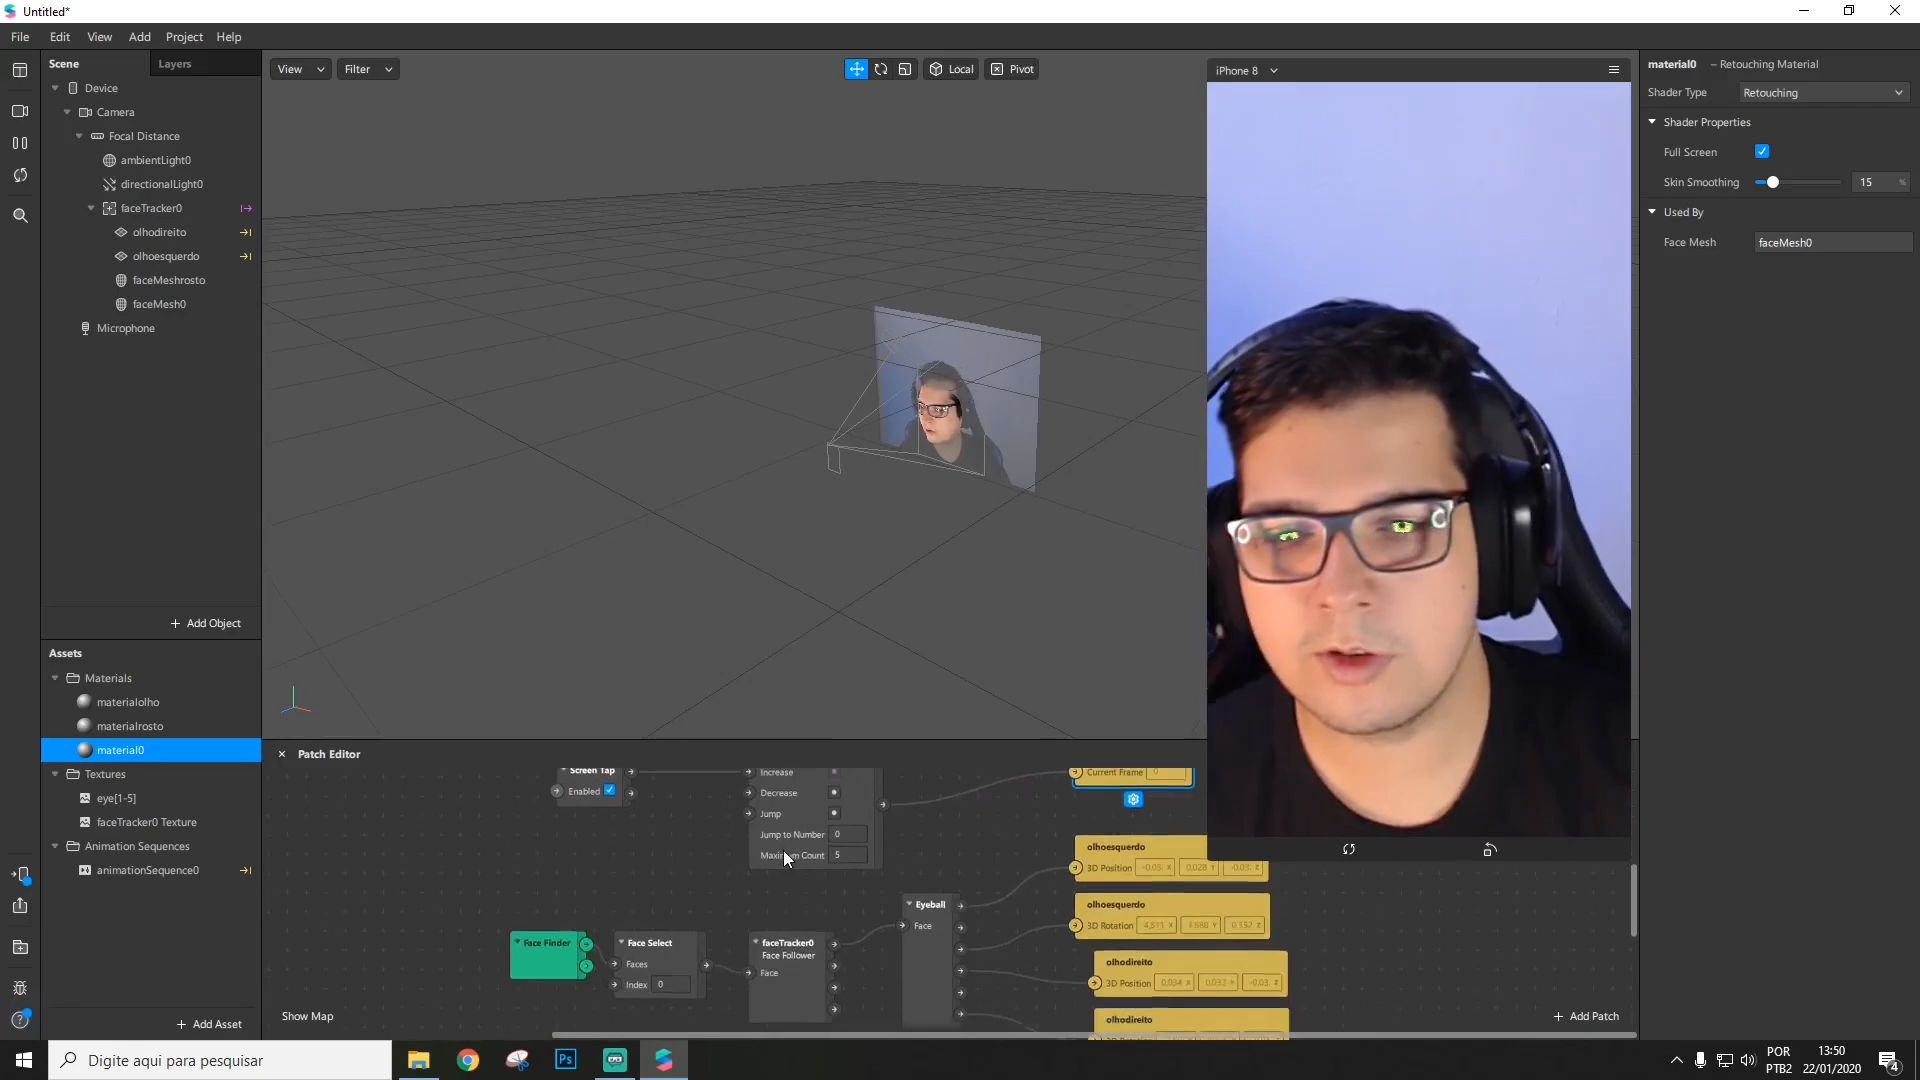 Untitled*
File Edit View Add Project Help
Scene Layers
Device
Camera
Focal Distance
ambientLight0
directionalLight0
faceTracker0
olhodireito
olhoesquerdo
faceMeshrosto
faceMesh0
Microphone
+ Add Object
Assets
Materials
materialolho
materialrosto
material0
Textures
eye[1-5]
faceTracker0 Texture
Animation Sequences
animationSequence0
+ Add Asset
View Filter Local Pivot
iPhone 8
material0 – Retouching Material
Shader Type Retouching
Shader Properties
Full Screen
Skin Smoothing 15 %
Used By
Face Mesh faceMesh0
× Patch Editor
Screen Tap
Enabled
Increase
Decrease
Jump
Jump to Number 0
Maximum Count 5
Current Frame 0
Face Finder
Face Select
Faces
Index 0
faceTracker0
Face Follower
Face
Eyeball
Face
olhoesquerdo
3D Position
olhoesquerdo
3D Rotation
olhodireito
3D Position
olhodireito
Show Map
+ Add Patch
Digite aqui para pesquisar
Ps
POR
PTB2
13:50
22/01/2020
4